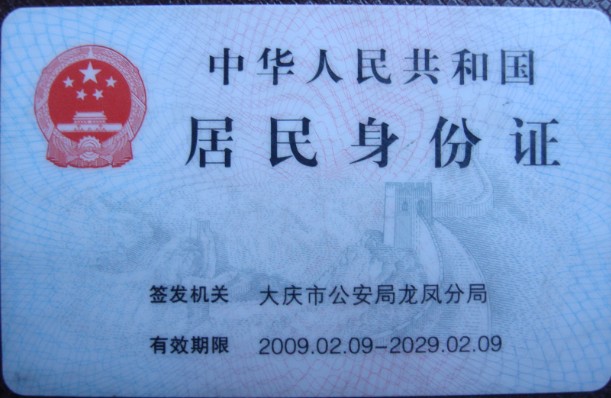 中华人民共和国
居民身份证
签发机关 大庆市公安局龙凤分局
有效期限 2009.02.09-2029.02.09